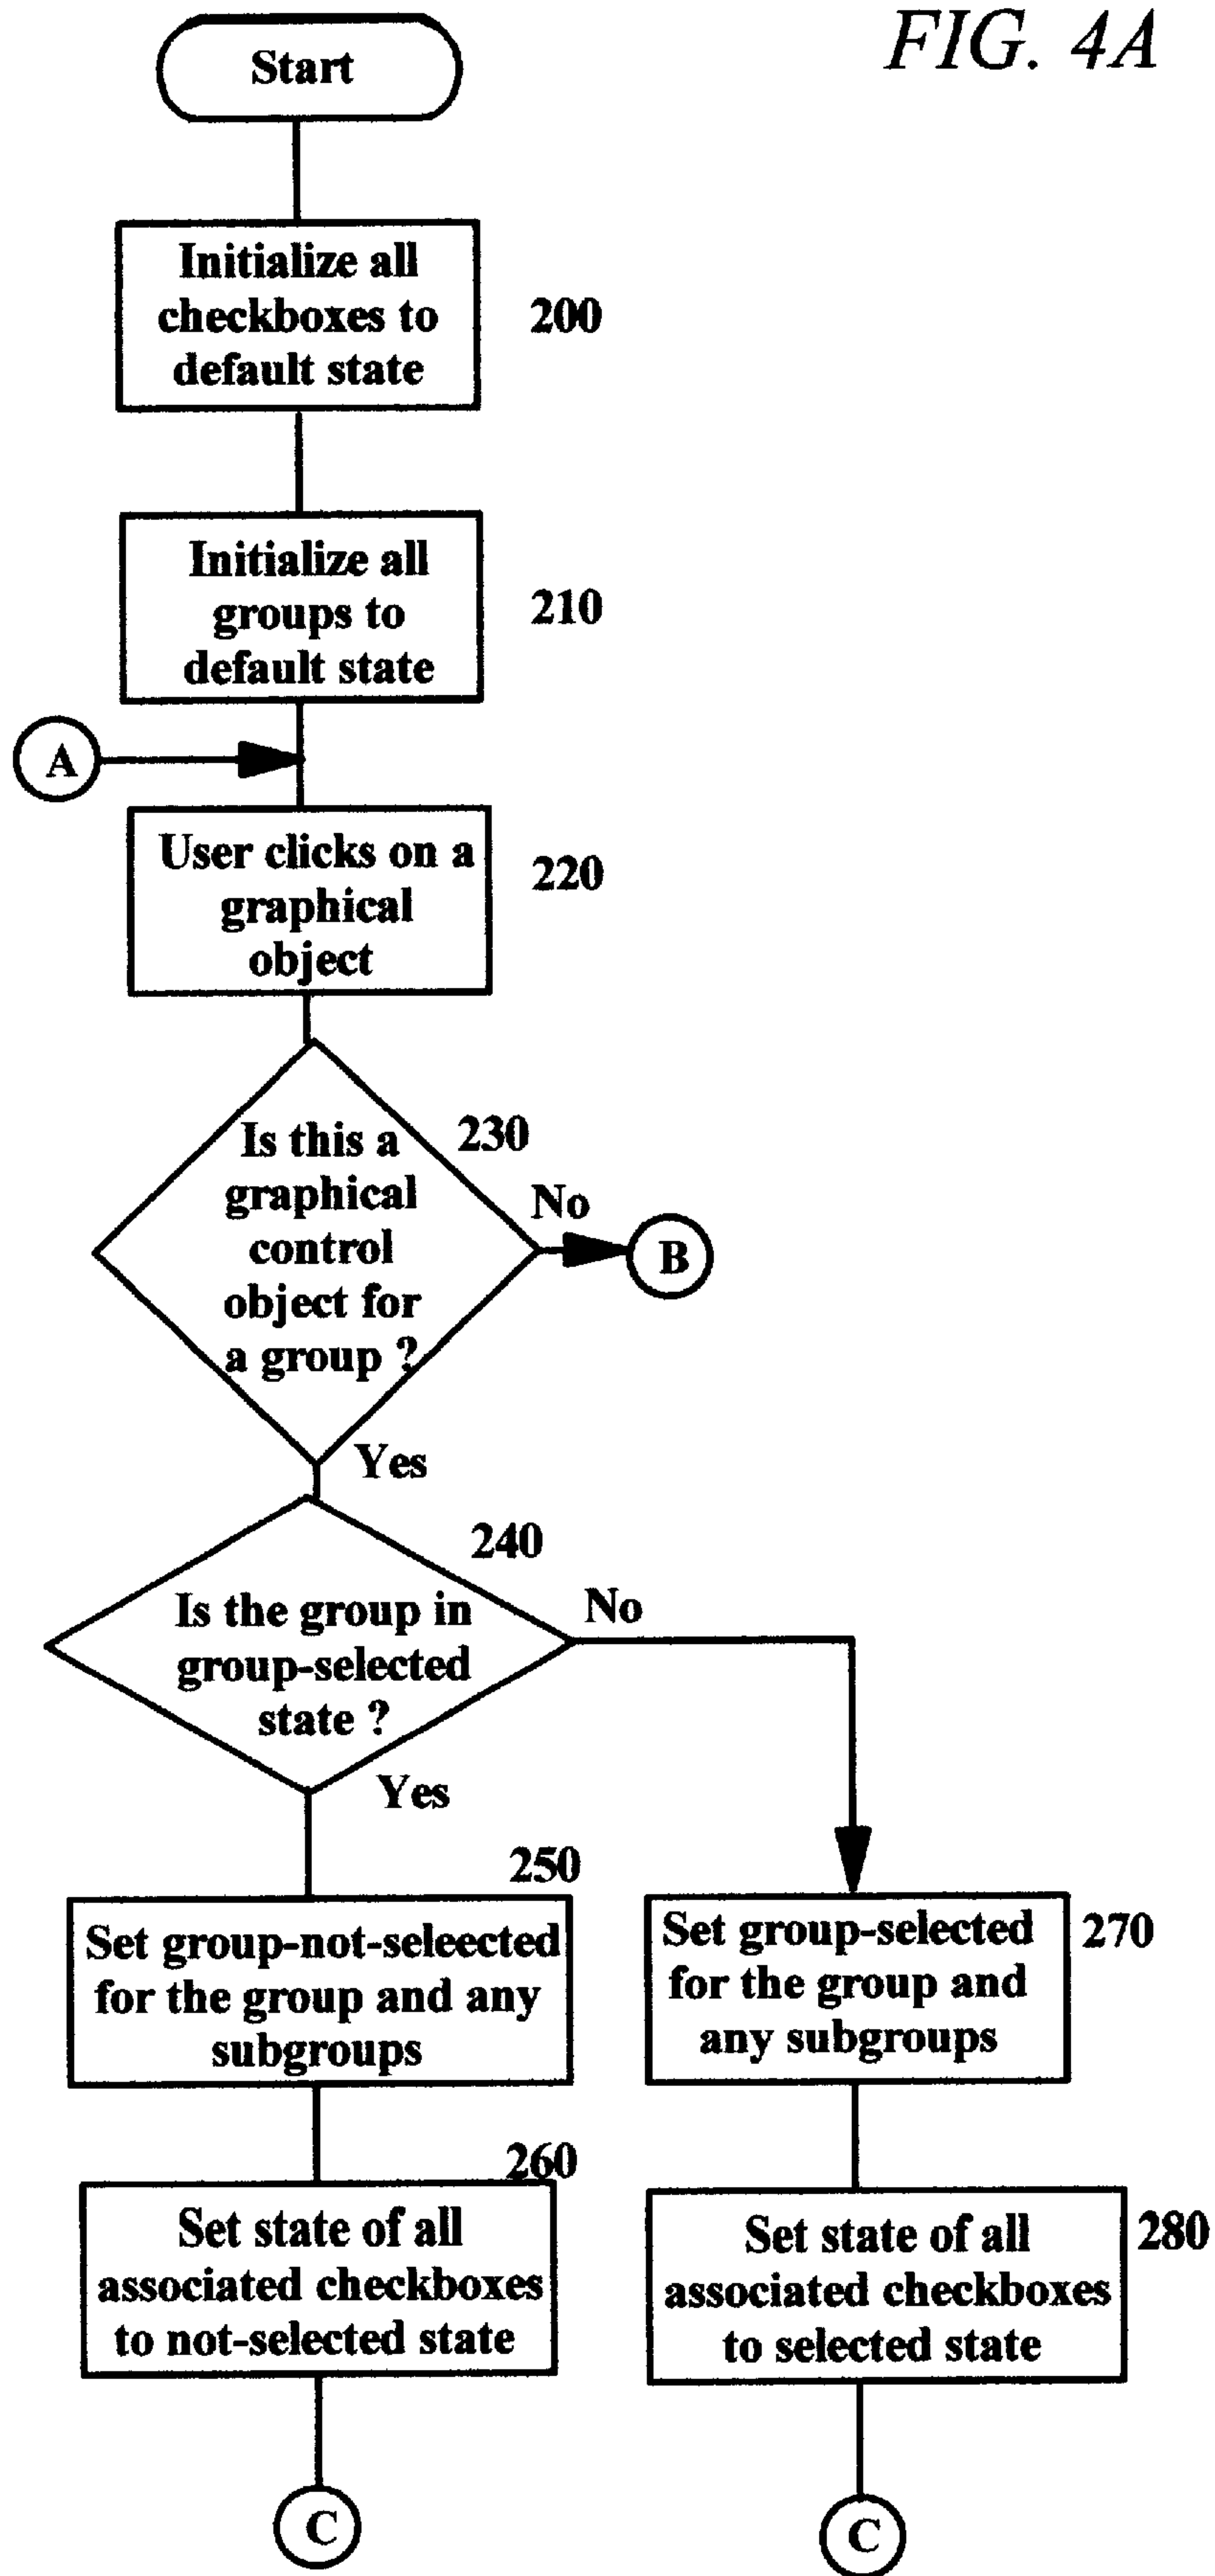 FIG. 4A
Start
Initialize all
checkboxes to
default state
200
Initialize all
groups to
default state
210
A
User clicks on a
graphical
object
220
Is this a
graphical
control
object for
a group ?
230
No
B
Yes
240
Is the group in
group-selected
state ?
No
Yes
250
Set group-not-seleected
for the group and any
subgroups
Set group-selected
for the group and
any subgroups
270
260
Set state of all
associated checkboxes
to not-selected state
Set state of all
associated checkboxes
to selected state
280
C
C